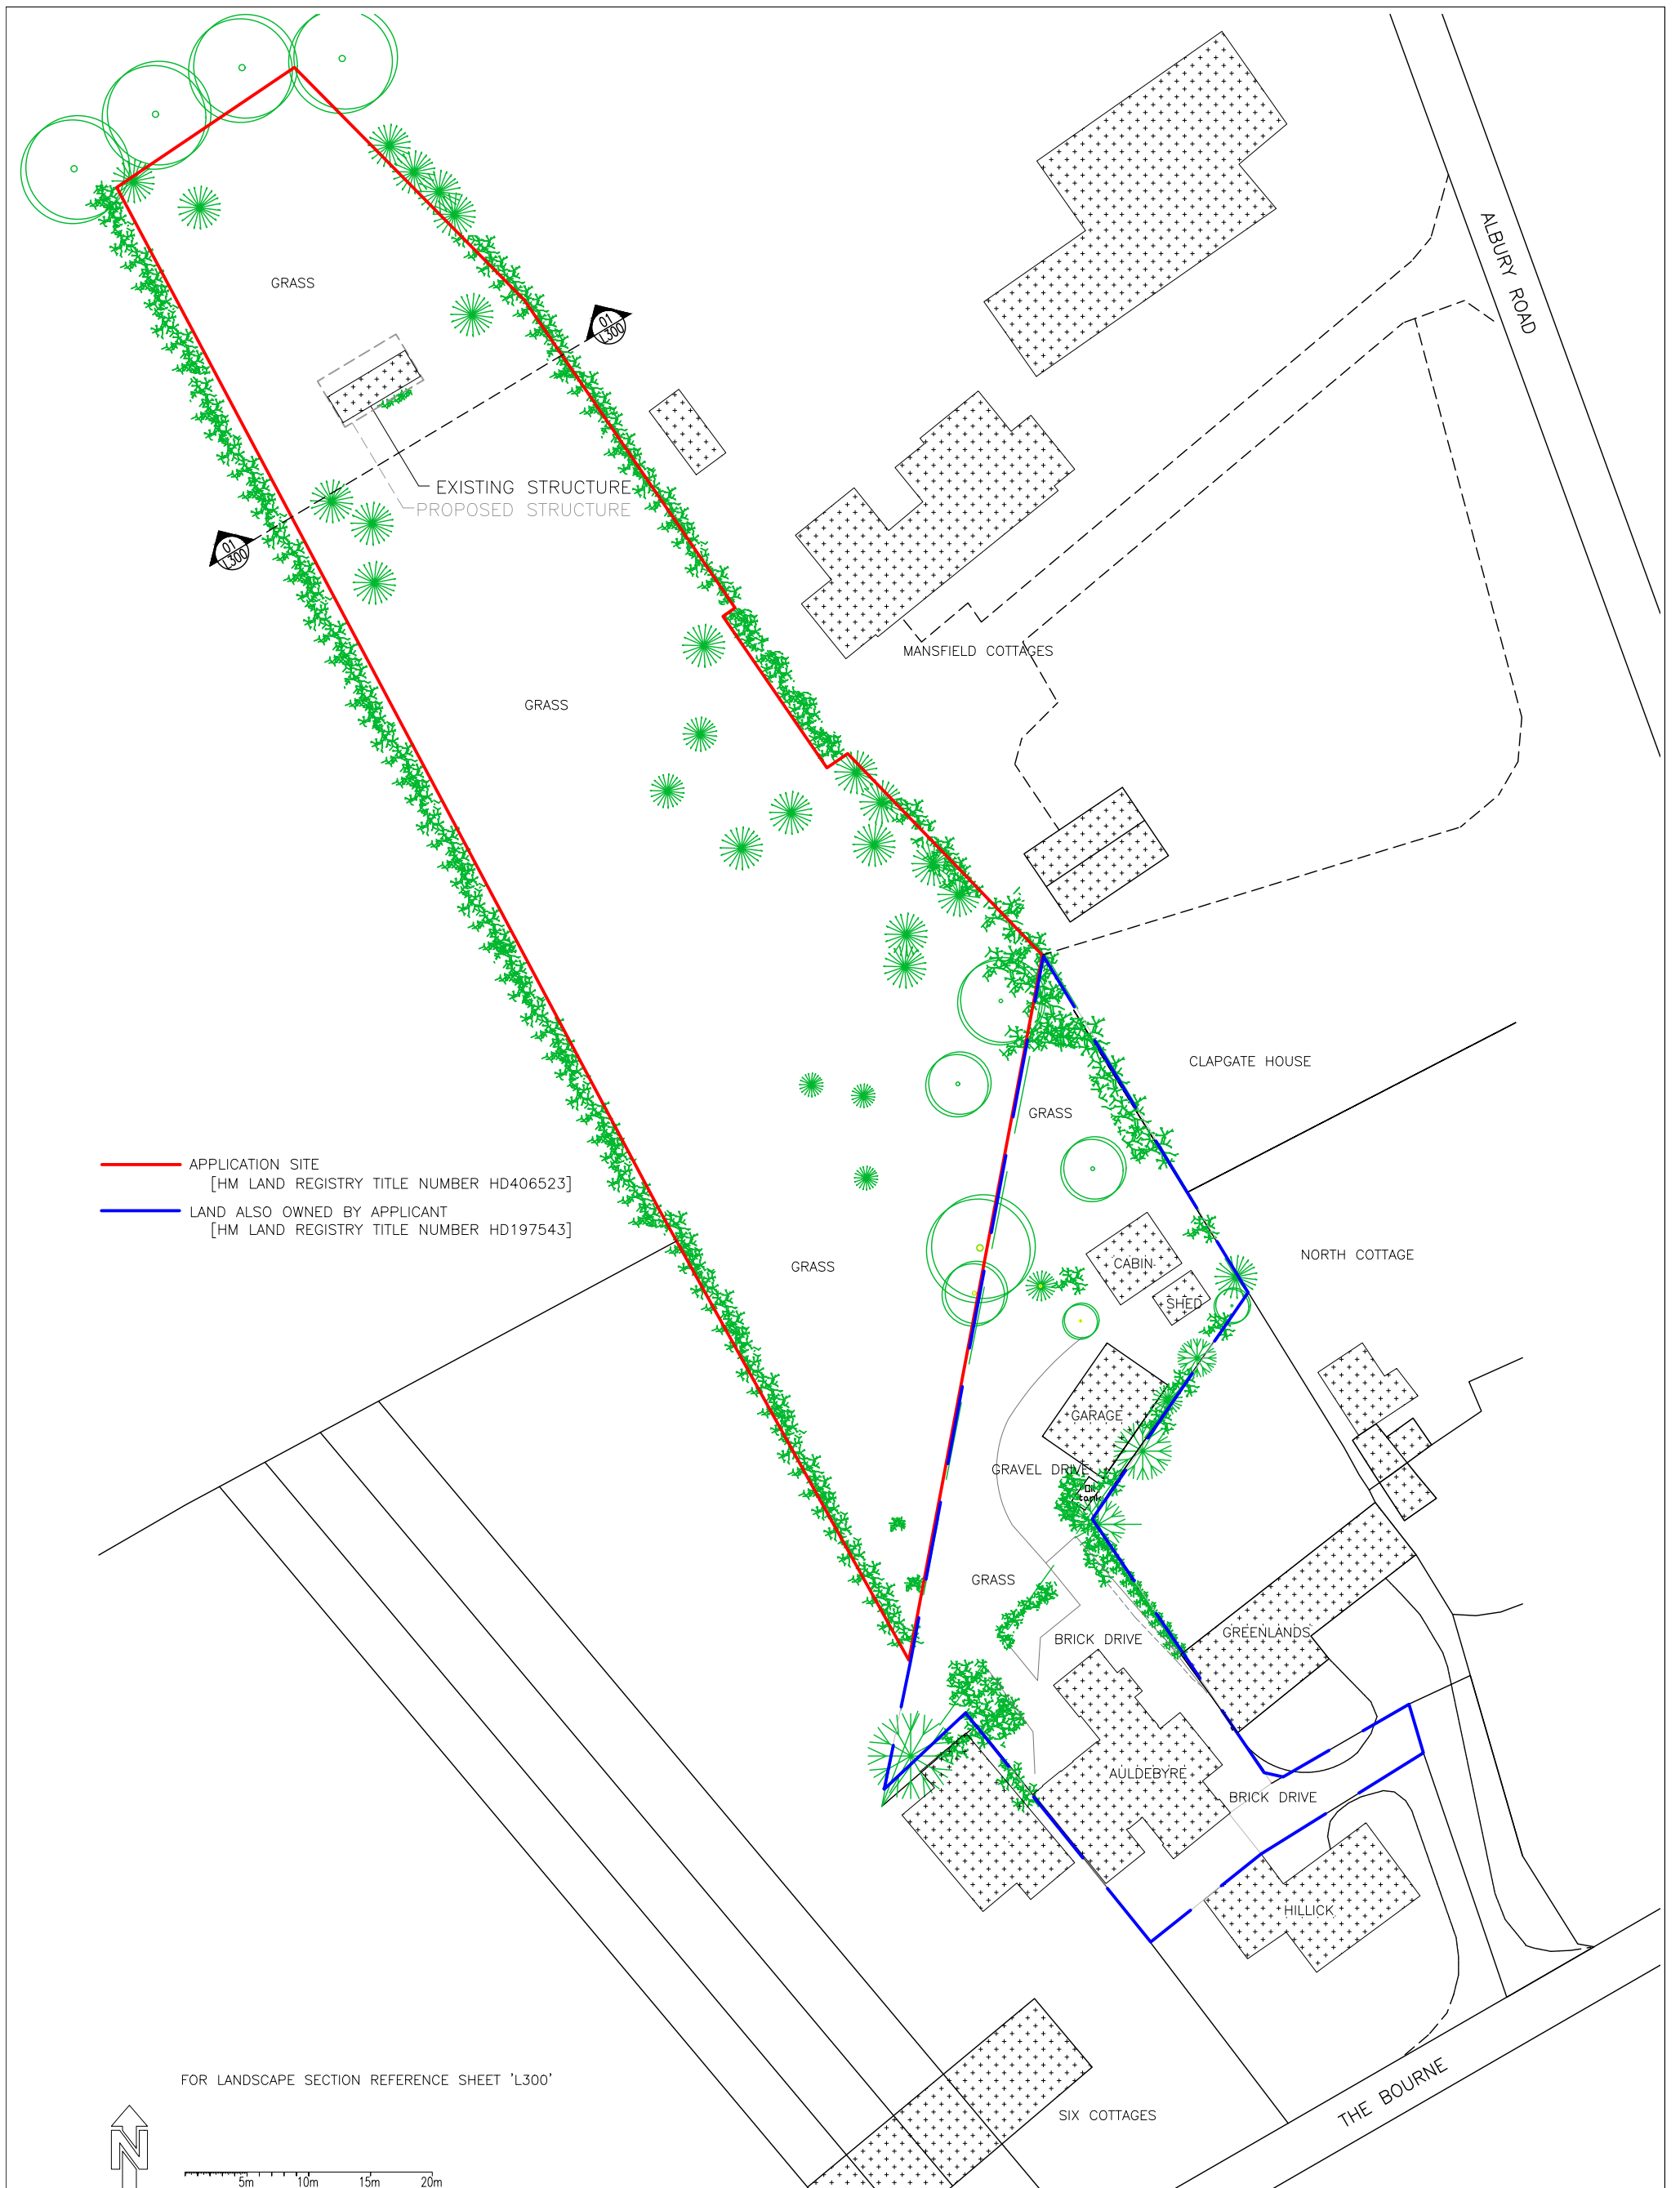 ALBURY ROAD
GRASS
01
L300
EXISTING STRUCTURE
PROPOSED STRUCTURE
01
L300
MANSFIELD COTTAGES
GRASS
CLAPGATE HOUSE
GRASS
APPLICATION SITE
[HM LAND REGISTRY TITLE NUMBER HD406523]
LAND ALSO OWNED BY APPLICANT
[HM LAND REGISTRY TITLE NUMBER HD197543]
NORTH COTTAGE
GRASS
CABIN
SHED
GARAGE
GRAVEL DRIVE
Oil
tank
GRASS
GREENLANDS
BRICK DRIVE
AULDEBYRE
BRICK DRIVE
HILLICK
FOR LANDSCAPE SECTION REFERENCE SHEET 'L300'
THE BOURNE
SIX COTTAGES
N
5m 10m 15m 20m